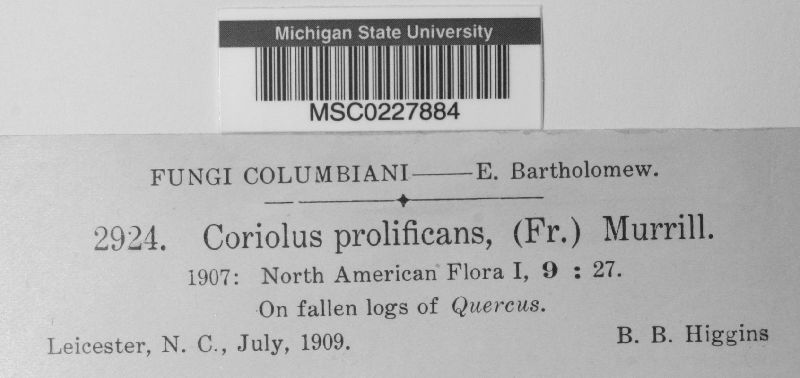 Michigan State University
MSC0227884
FUNGI COLUMBIANI——E. Bartholomew.
2924. Coriolus prolificans, (Fr.) Murrill.
1907: North American Flora I, 9 : 27.
On fallen logs of Quercus.
Leicester, N. C., July, 1909. B. B. Higgins